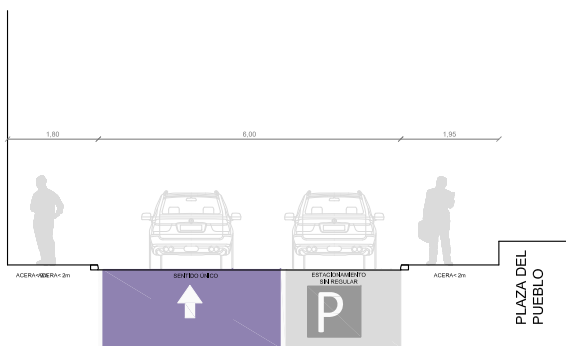 1,80
6,00
1,95
ACERA< 2m
SENTIDO ÚNICO
ESTACIONAMIENTO
SIN REGULAR
ACERA< 2m
P
PLAZA DEL
PUEBLO